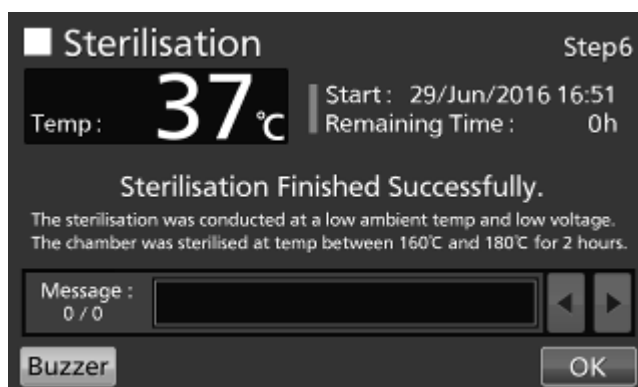 Sterilisation
Step6
Temp : 37℃
Start : 29/Jun/2016 16:51
Remaining Time : 0h
Sterilisation Finished Successfully.
The sterilisation was conducted at a low ambient temp and low voltage.
The chamber was sterilised at temp between 160℃ and 180℃ for 2 hours.
Message :
0 / 0
Buzzer
OK